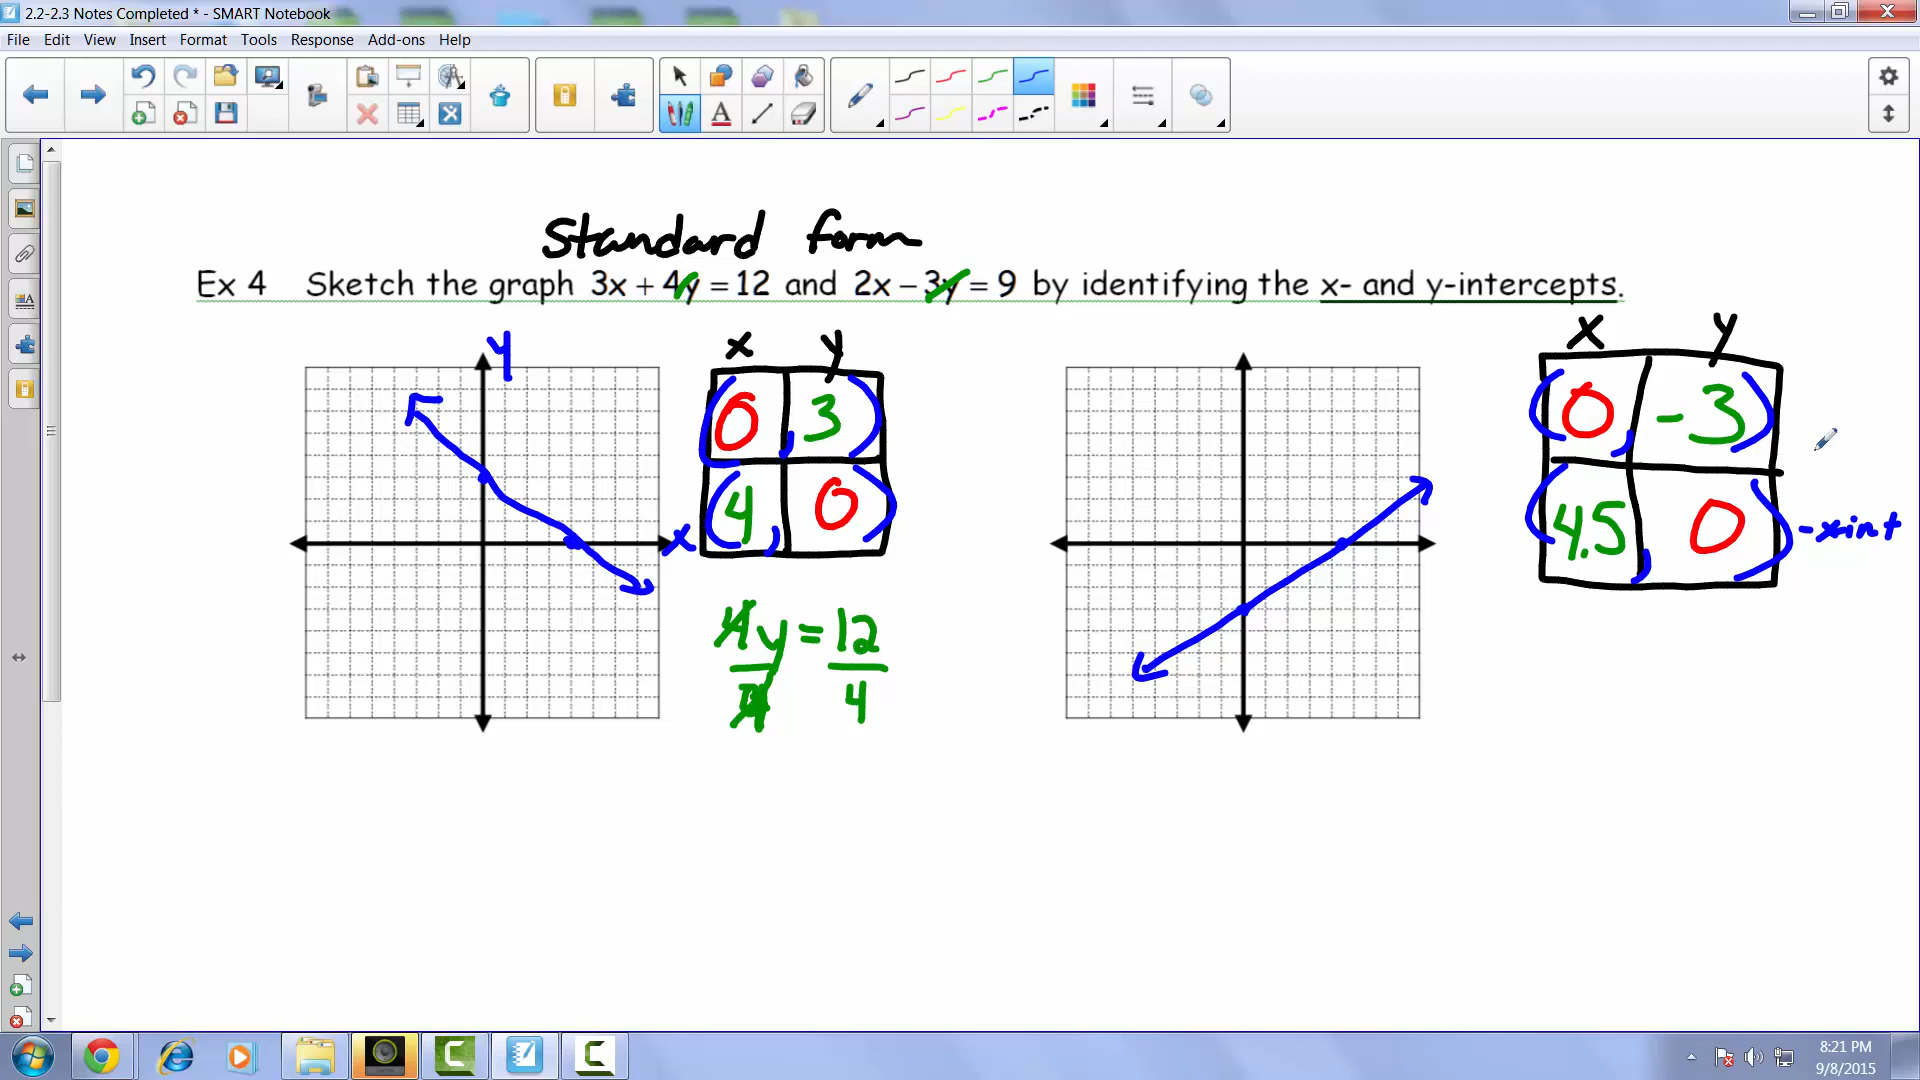 2.2-2.3 Notes Completed * - SMART Notebook
File Edit View Insert Format Tools Response Add-ons Help
Standard form
Ex 4 Sketch the graph 3x + 4y = 12 and 2x − 3y = 9 by identifying the x- and y-intercepts.
y
x y
0, 3
(4, 0)
x
4y = 12
4 4
x y
(0, -3)
(4.5, 0) - x-int
8:21 PM
9/8/2015